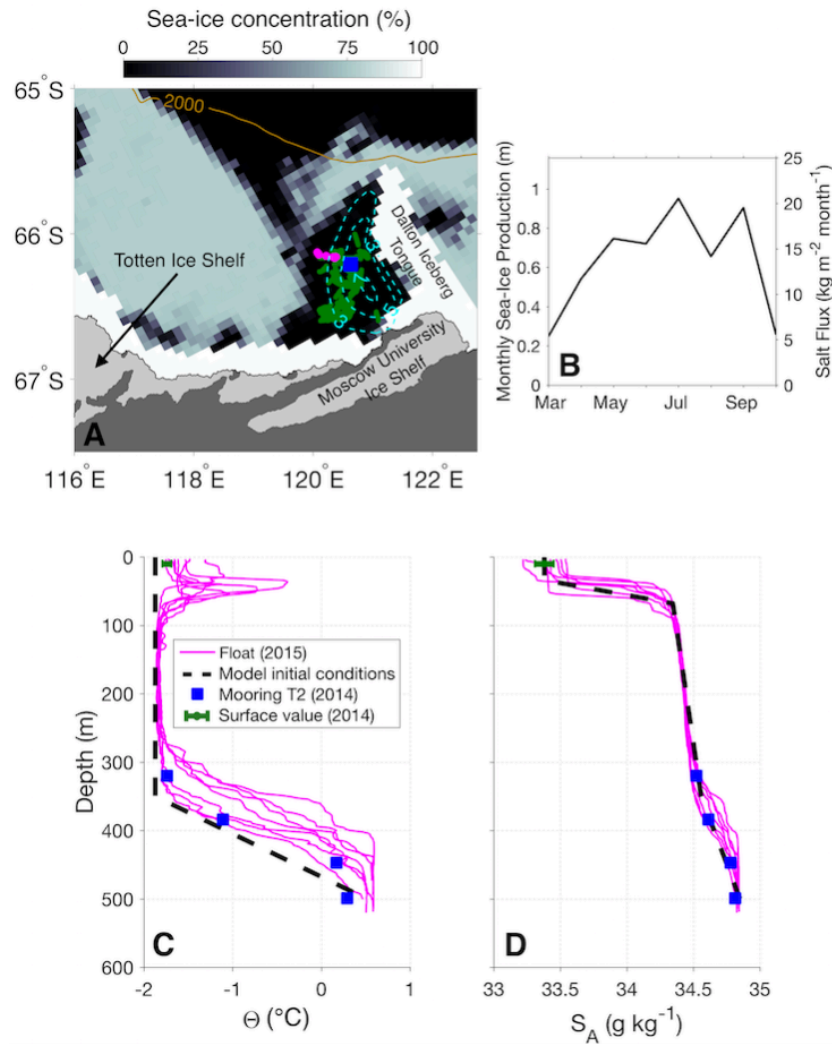 Sea-ice concentration (%)
0 25 50 75 100
65°S
66°S
67°S
116°E 118°E 120°E 122°E
2000
Totten Ice Shelf
Dalton Iceberg
Tongue
Moscow University
Ice Shelf
3
A
Monthly Sea-Ice Production (m)
1
0.8
0.6
0.4
0.2
0
Mar May Jul Sep
25
20
15
10
5
0
Salt Flux (kg m⁻² month⁻¹)
B
Depth (m)
0
100
200
300
400
500
600
Float (2015)
Model initial conditions
Mooring T2 (2014)
Surface value (2014)
C
-2 -1 0 1
Θ (°C)
D
33 33.5 34 34.5 35
S_A (g kg⁻¹)